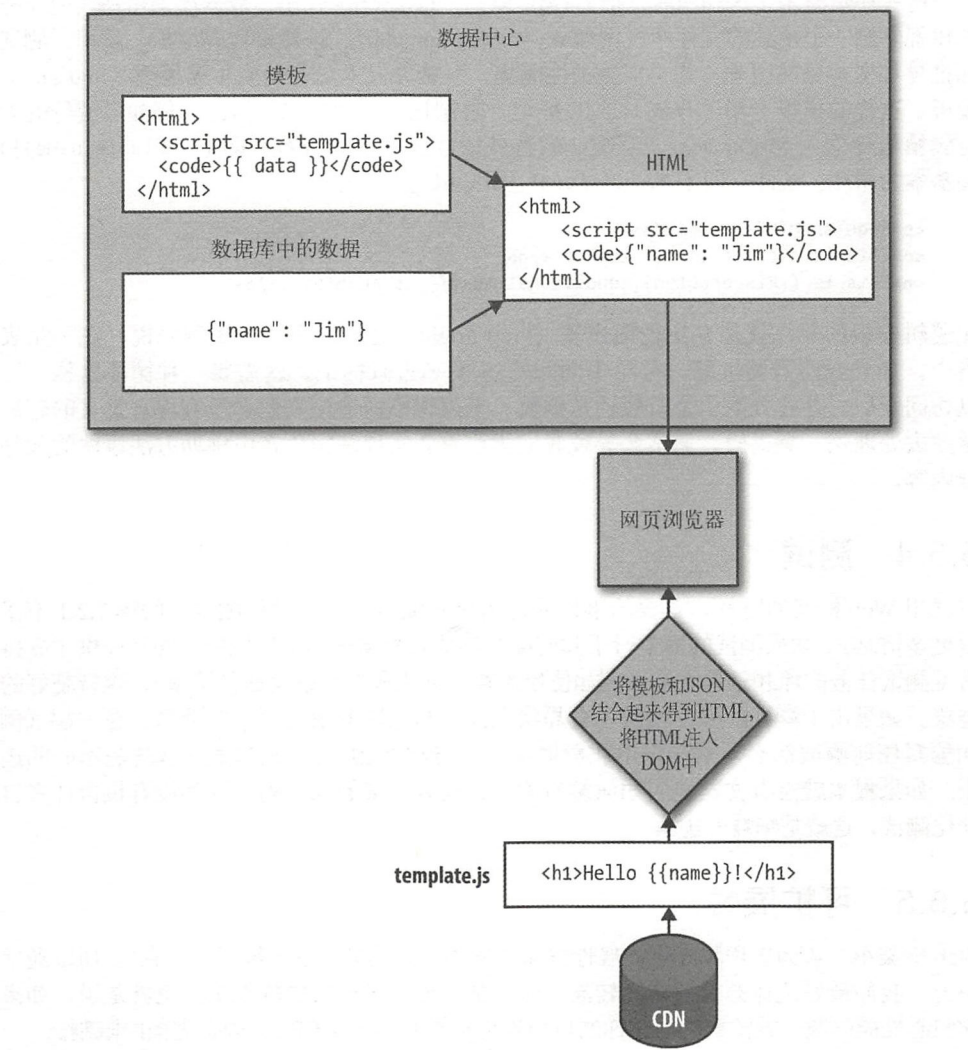 数据中心
模板
<html>
<script src="template.js">
<code>{{ data }}</code>
</html>
HTML
<html>
<script src="template.js">
<code>{"name": "Jim"}</code>
</html>
数据库中的数据
{"name": "Jim"}
网页浏览器
将模板和JSON
结合起来得到HTML，
将HTML注入
DOM中
template.js
<h1>Hello {{name}}!</h1>
CDN